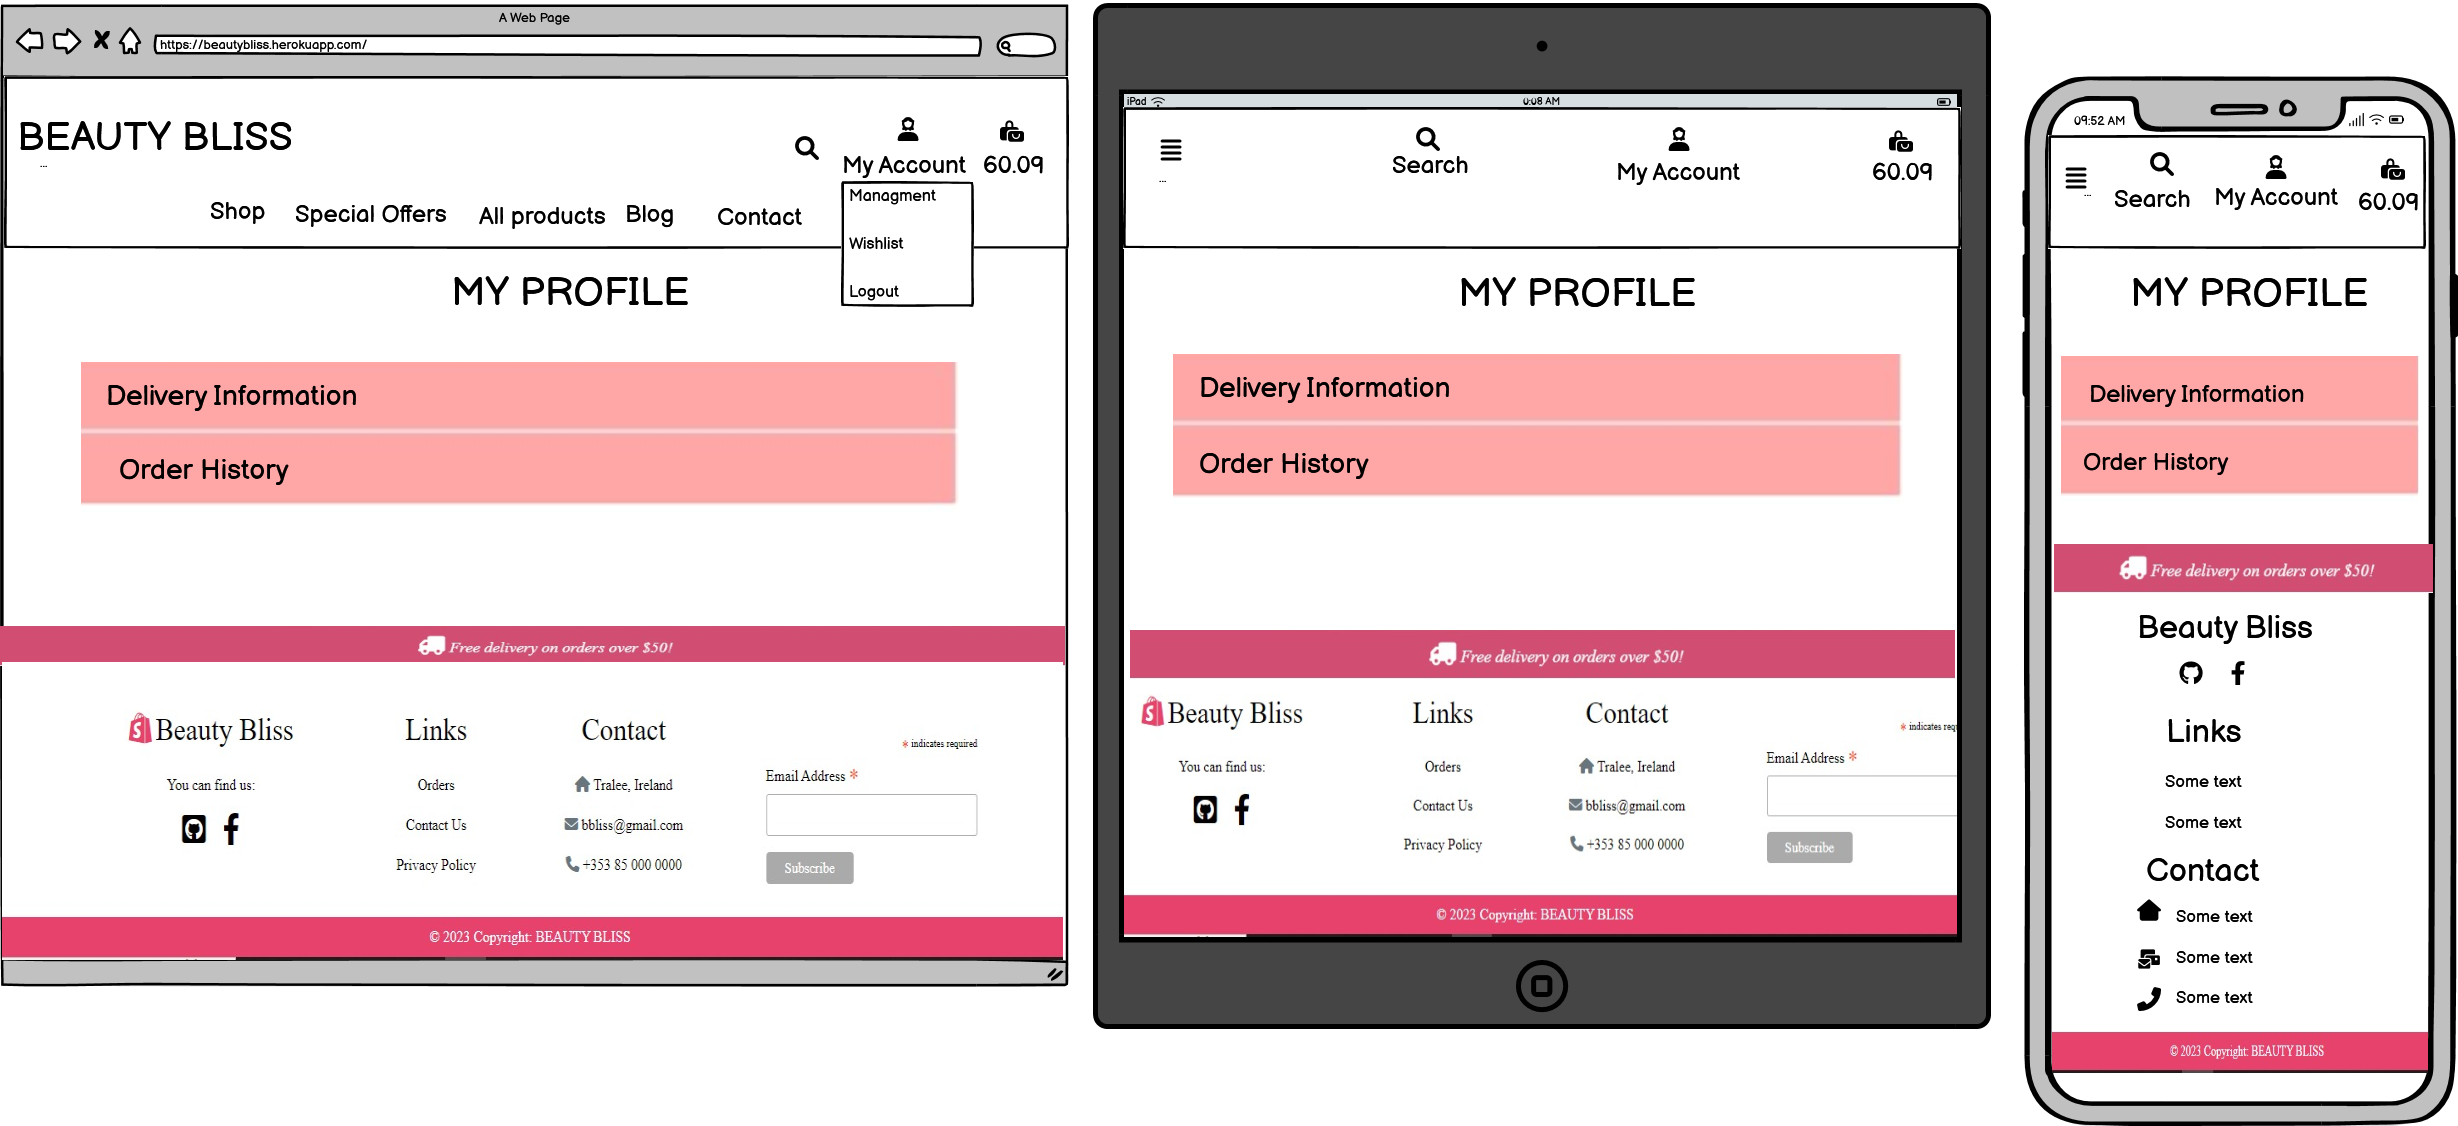 A Web Page
https://beautybliss.herokuapp.com/
BEAUTY BLISS
...
My Account
60.09
Shop Special Offers All products Blog Contact
Managment
Wishlist
Logout
MY PROFILE
Delivery Information
Order History
Free delivery on orders over $50!
Beauty Bliss Links Contact
* indicates required
Email Address *
You can find us: Orders Tralee, Ireland
Contact Us bbliss@gmail.com
Privacy Policy +353 85 000 0000
Subscribe
© 2023 Copyright: BEAUTY BLISS
iPad 0:08 AM
Search My Account 60.09
...
MY PROFILE
Delivery Information
Order History
Free delivery on orders over $50!
Beauty Bliss Links Contact
* indicates requ
Email Address *
You can find us: Orders Tralee, Ireland
Contact Us bbliss@gmail.com
Privacy Policy +353 85 000 0000
Subscribe
© 2023 Copyright: BEAUTY BLISS
09:52 AM
...
Search My Account 60.09
MY PROFILE
Delivery Information
Order History
Free delivery on orders over $50!
Beauty Bliss
Links
Some text
Some text
Contact
Some text
Some text
Some text
© 2023 Copyright: BEAUTY BLISS